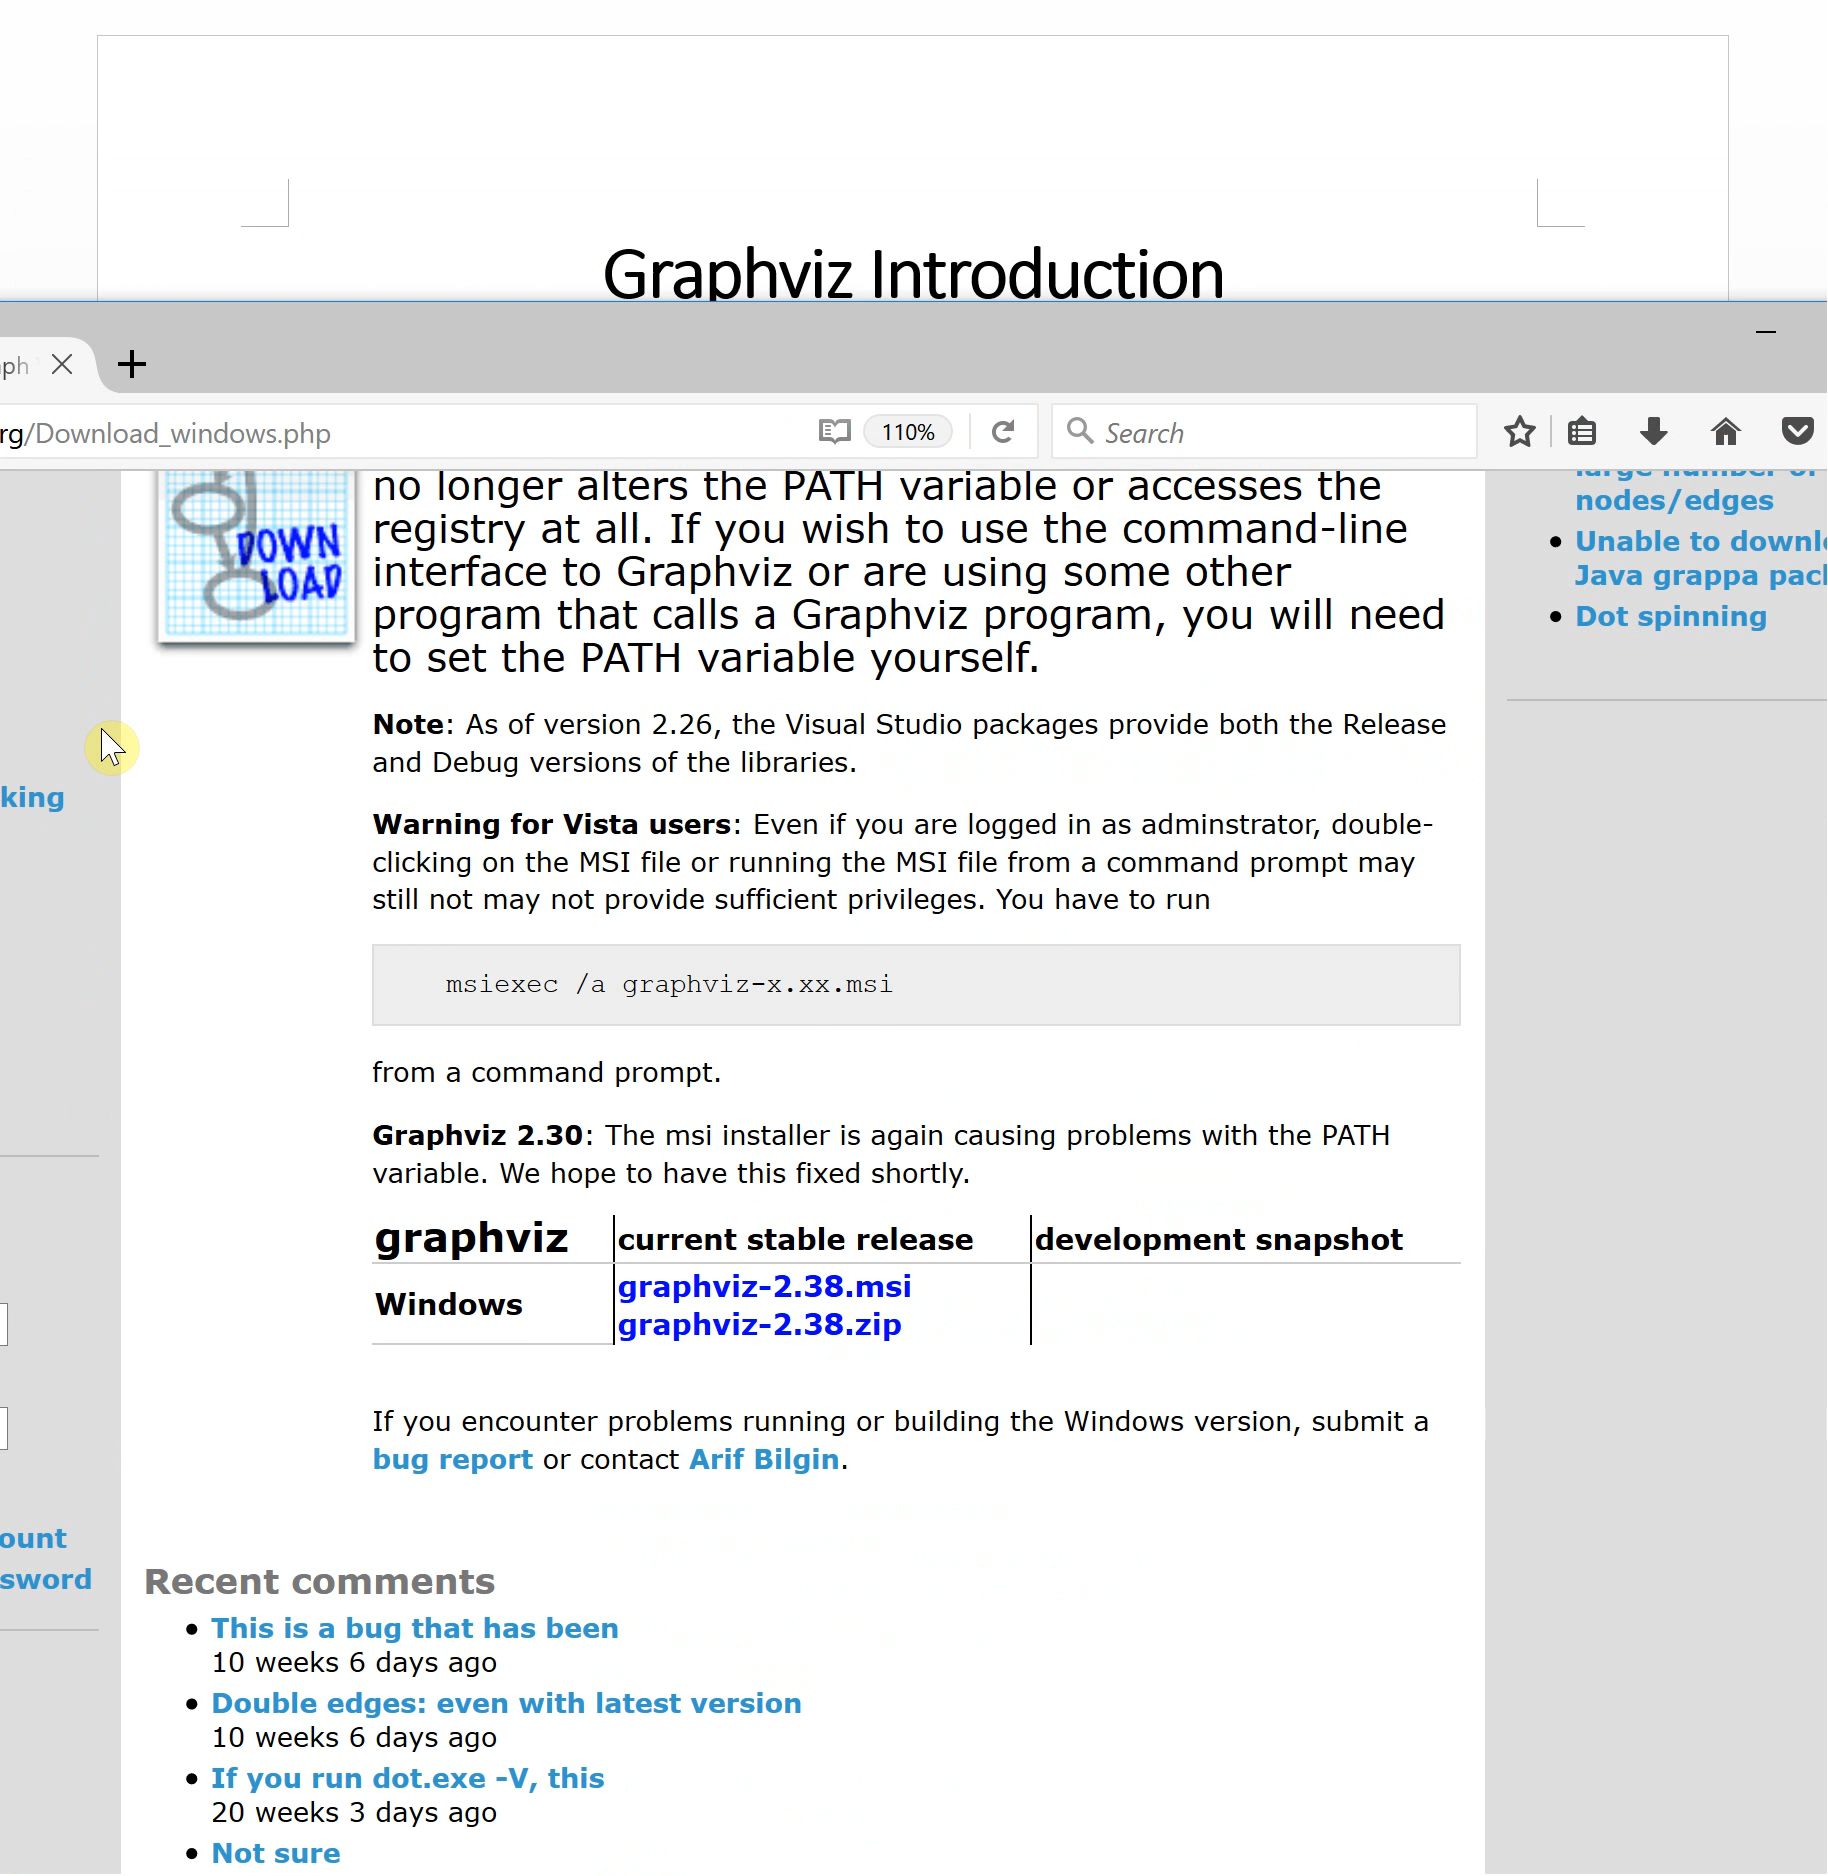 Graphviz Introduction
ph
rg/Download_windows.php
110%
Search
DOWN
LOAD
no longer alters the PATH variable or accesses the
registry at all. If you wish to use the command-line
interface to Graphviz or are using some other
program that calls a Graphviz program, you will need
to set the PATH variable yourself.
Note: As of version 2.26, the Visual Studio packages provide both the Release
and Debug versions of the libraries.
Warning for Vista users: Even if you are logged in as adminstrator, double-
clicking on the MSI file or running the MSI file from a command prompt may
still not may not provide sufficient privileges. You have to run
msiexec /a graphviz-x.xx.msi
from a command prompt.
Graphviz 2.30: The msi installer is again causing problems with the PATH
variable. We hope to have this fixed shortly.
graphviz current stable release development snapshot
Windows
graphviz-2.38.msi
graphviz-2.38.zip
If you encounter problems running or building the Windows version, submit a
bug report or contact Arif Bilgin.
Recent comments
This is a bug that has been
10 weeks 6 days ago
Double edges: even with latest version
10 weeks 6 days ago
If you run dot.exe -V, this
20 weeks 3 days ago
Not sure
king
ount
sword
large number of
nodes/edges
Unable to downl
Java grappa pac
Dot spinning